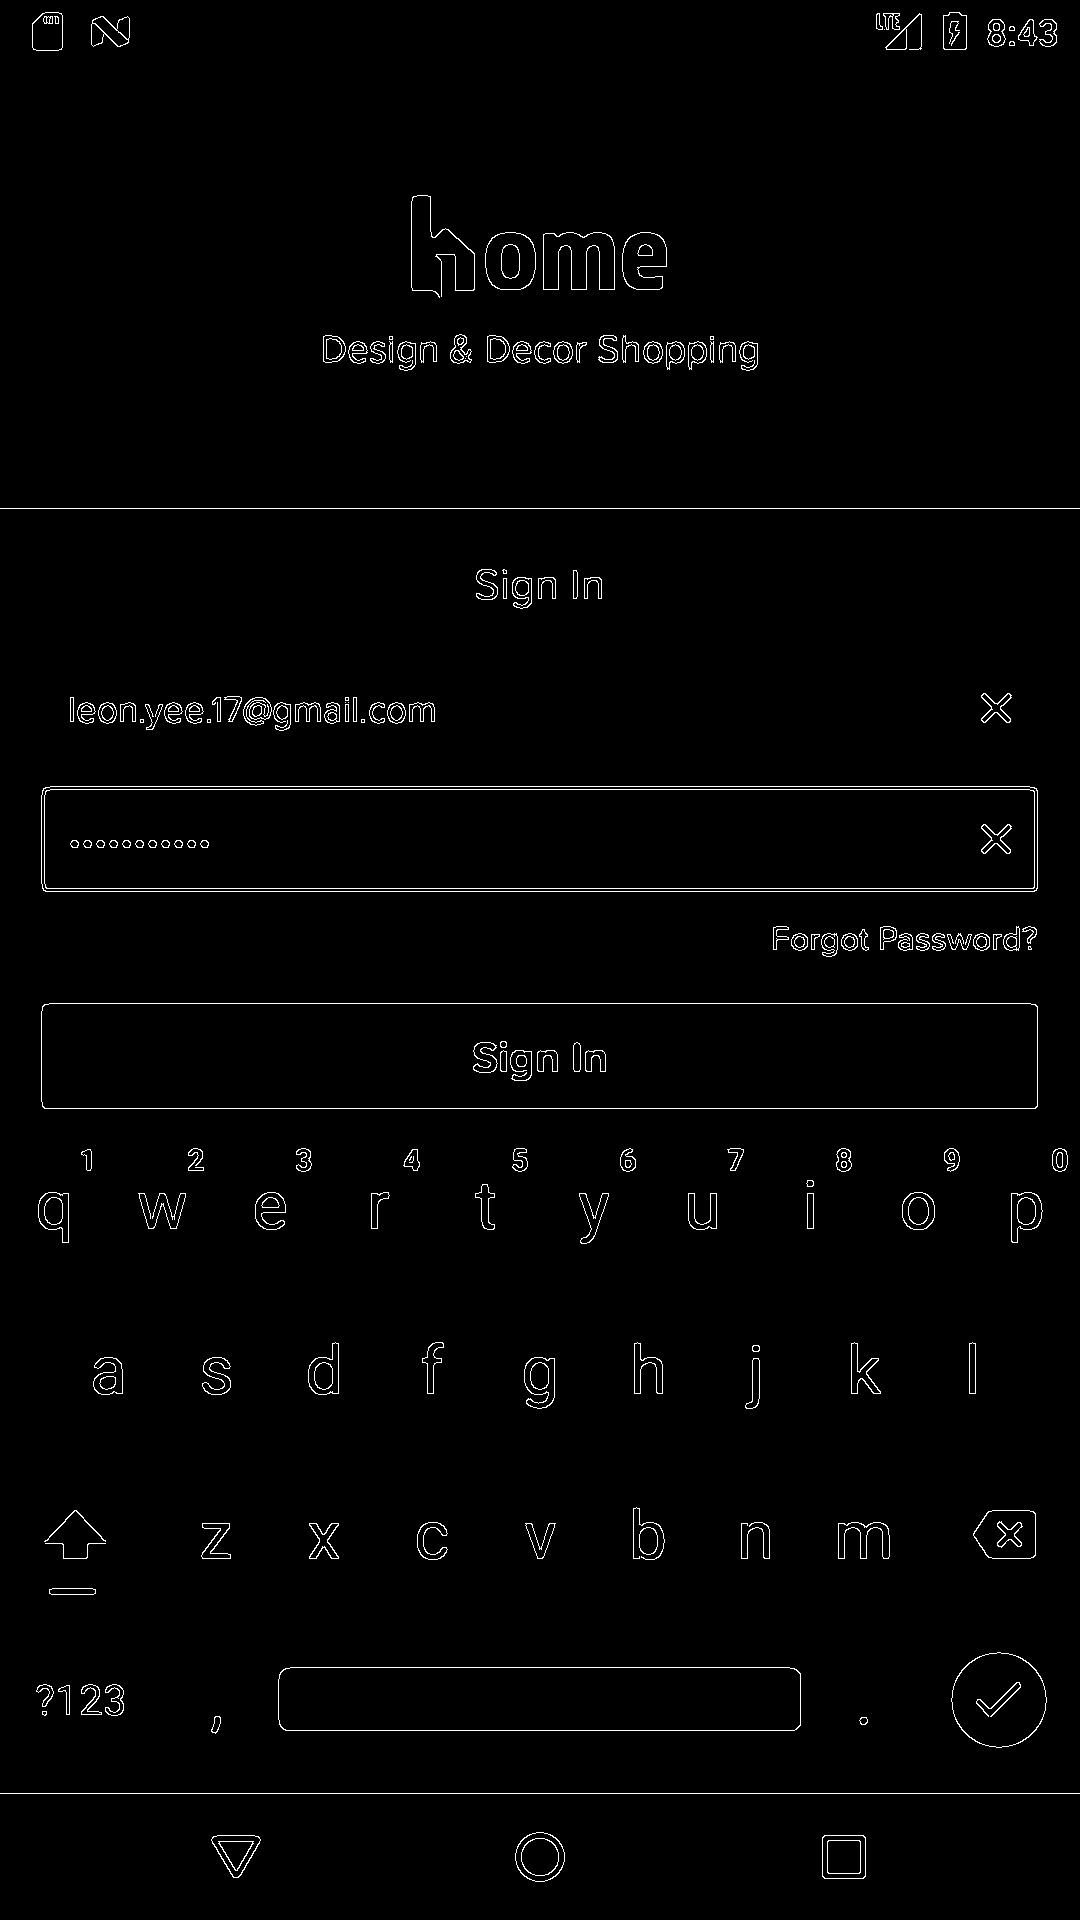 LTE 8:43
home
Design & Decor Shopping
Sign In
leon.yee.17@gmail.com
Forgot Password?
Sign In
1 2 3 4 5 6 7 8 9 0
q w e r t y u i o p
a s d f g h j k l
z x c v b n m
?123 , .